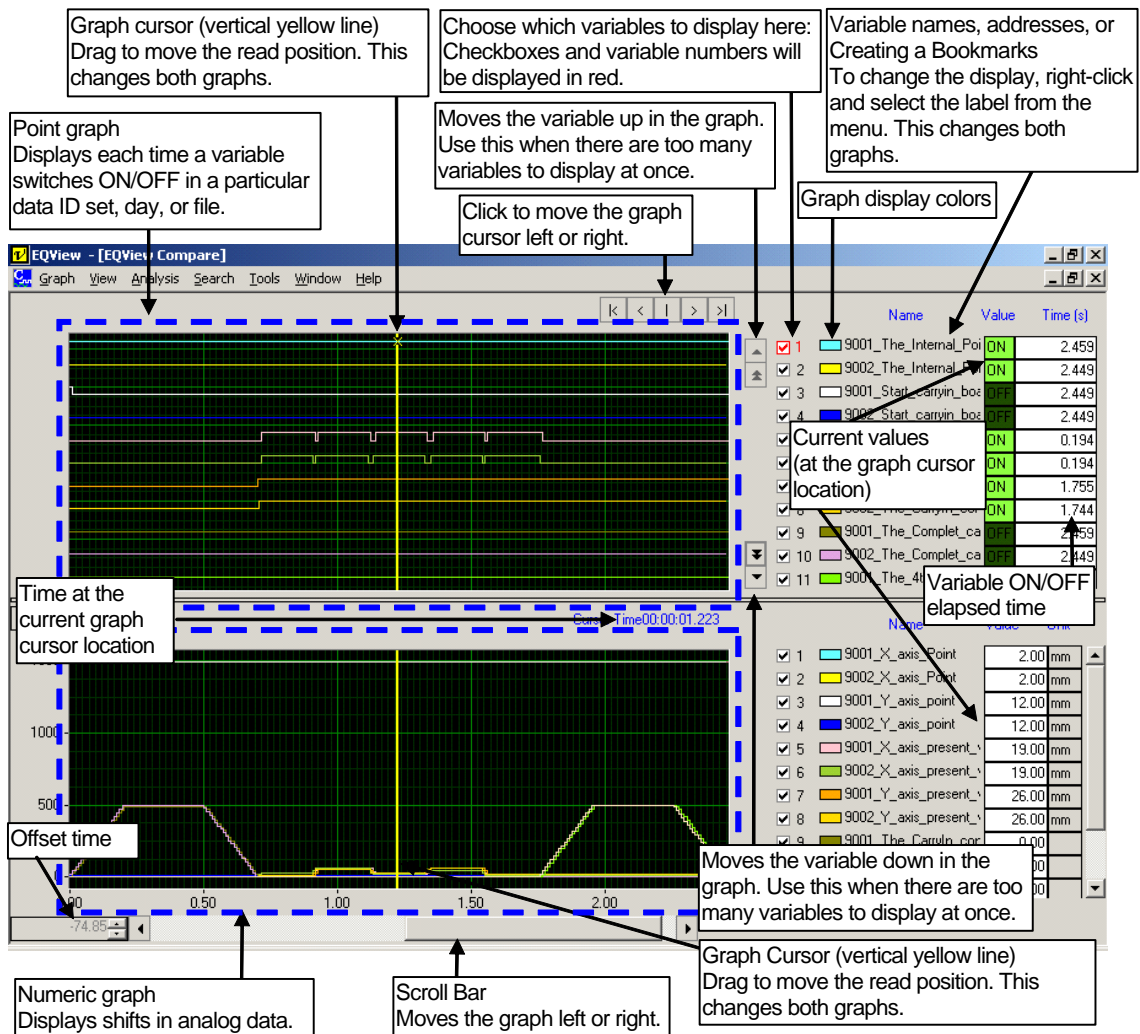 Graph cursor (vertical yellow line)
Drag to move the read position. This
changes both graphs.
Choose which variables to display here:
Checkboxes and variable numbers will
be displayed in red.
Variable names, addresses, or
Creating a Bookmarks
To change the display, right-click
and select the label from the
menu. This changes both
graphs.
Point graph
Displays each time a variable
switches ON/OFF in a particular
data ID set, day, or file.
Moves the variable up in the graph.
Use this when there are too many
variables to display at once.
Click to move the graph
cursor left or right.
Graph display colors
EQView - [EQView Compare]
Graph View Analysis Search Tools Window Help
|< < | > >|
Name Value Time (s)
1 9001_The_Internal_Poi ON 2.459
2 9002_The_Internal_ ON 2.449
3 9001_Start_carryin_boa OFF 2.449
4 9002_Start_carryin_boa OFF 2.449
ON 0.194
ON 0.194
ON 1.755
8 ON 1.744
9 9001_The_Complet_ca OFF 2.459
10 9002_The_Complet_ca OFF 2.449
11 9001_The_4t
Current values
(at the graph cursor
location)
Variable ON/OFF
elapsed time
Time at the
current graph
cursor location
Time00:00:01.223
Name
1 9001_X_axis_Point 2.00 mm
2 9002_X_axis_Point 2.00 mm
3 9001_Y_axis_point 12.00 mm
4 9002_Y_axis_point 12.00 mm
5 9001_X_axis_present_ 19.00 mm
6 9002_X_axis_present_ 19.00 mm
7 9001_Y_axis_present_ 26.00 mm
8 9002_Y_axis_present_ 26.00 mm
9 9001_The_CarryIn_con 0.00
1000
500
0.50 1.00 1.50 2.00
-74.85
Offset time
Moves the variable down in the
graph. Use this when there are too
many variables to display at once.
Graph Cursor (vertical yellow line)
Drag to move the read position. This
changes both graphs.
Numeric graph
Displays shifts in analog data.
Scroll Bar
Moves the graph left or right.